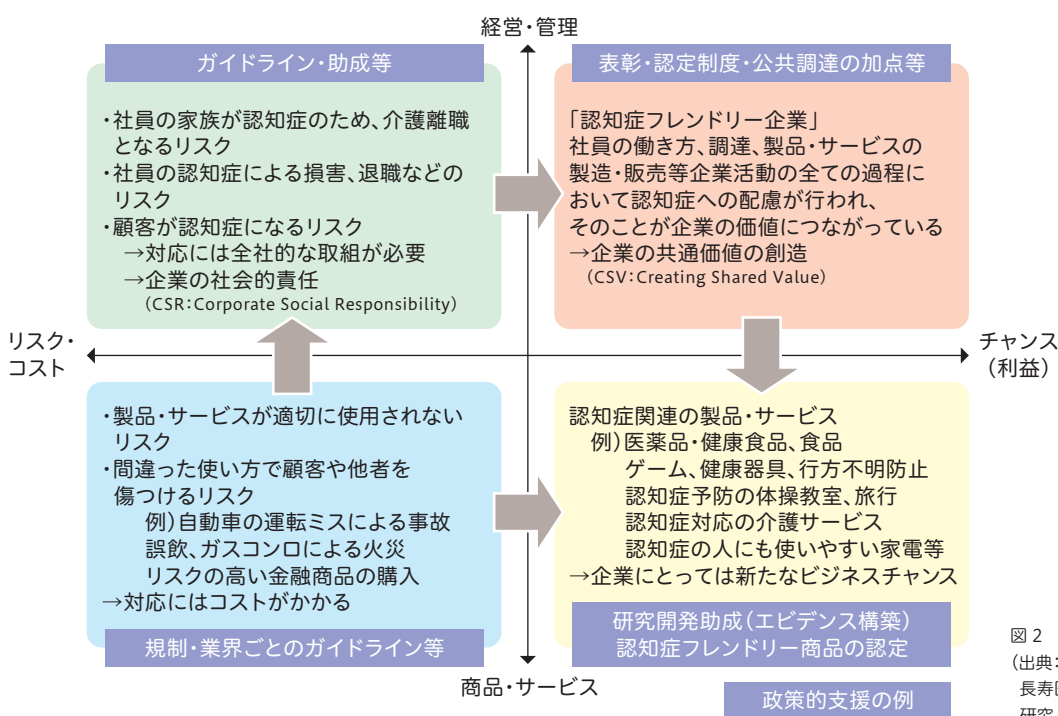 経営・管理
ガイドライン・助成等
・社員の家族が認知症のため、介護離職
となるリスク
・社員の認知症による損害、退職などの
リスク
・顧客が認知症になるリスク
→対応には全社的な取組が必要
→企業の社会的責任
（CSR：Corporate Social Responsibility）
表彰・認定制度・公共調達の加点等
「認知症フレンドリー企業」
社員の働き方、調達、製品・サービスの
製造・販売等企業活動の全ての過程に
おいて認知症への配慮が行われ、
そのことが企業の価値につながっている
→企業の共通価値の創造
（CSV：Creating Shared Value）
リスク・
コスト
チャンス
（利益）
・製品・サービスが適切に使用されない
リスク
・間違った使い方で顧客や他者を
傷つけるリスク
例）自動車の運転ミスによる事故
誤飲、ガスコンロによる火災
リスクの高い金融商品の購入
→対応にはコストがかかる
規制・業界ごとのガイドライン等
認知症関連の製品・サービス
例）医薬品・健康食品、食品
ゲーム、健康器具、行方不明防止
認知症予防の体操教室、旅行
認知症対応の介護サービス
認知症の人にも使いやすい家電等
→企業にとっては新たなビジネスチャンス
研究開発助成（エビデンス構築）
認知症フレンドリー商品の認定
商品・サービス
政策的支援の例
図2
（出典：
長寿
研究